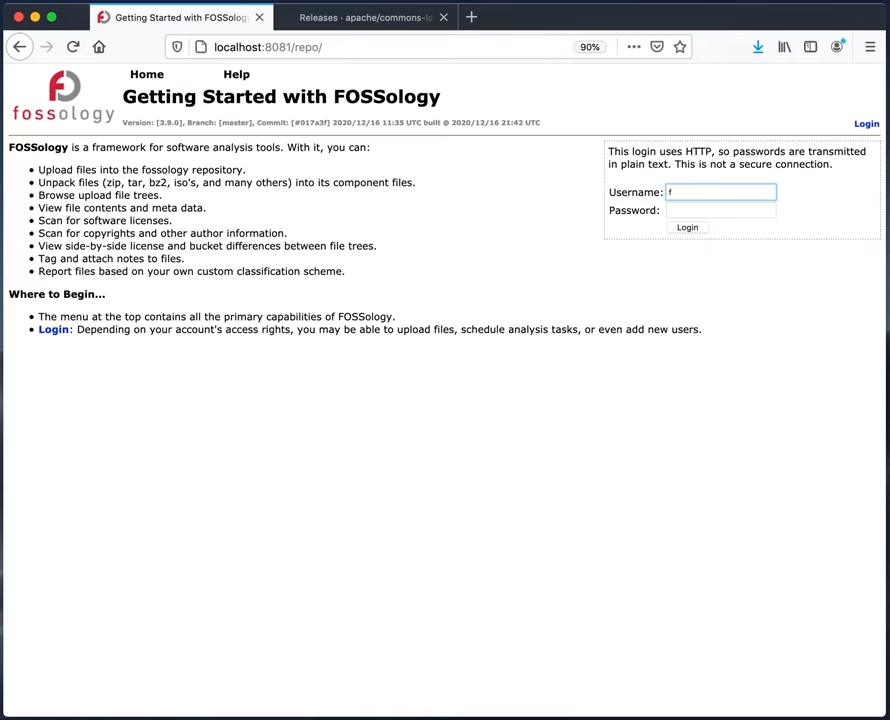 Getting Started with FOSSology
Releases · apache/commons-la
localhost:8081/repo/
90%
fossology
Home
Help
Getting Started with FOSSology
Version: [3.9.0], Branch: [master], Commit: [#017a3f] 2020/12/16 11:35 UTC built @ 2020/12/16 21:42 UTC
Login
FOSSology is a framework for software analysis tools. With it, you can:
• Upload files into the fossology repository.
• Unpack files (zip, tar, bz2, iso's, and many others) into its component files.
• Browse upload file trees.
• View file contents and meta data.
• Scan for software licenses.
• Scan for copyrights and other author information.
• View side-by-side license and bucket differences between file trees.
• Tag and attach notes to files.
• Report files based on your own custom classification scheme.
This login uses HTTP, so passwords are transmitted
in plain text. This is not a secure connection.
Username: f
Password:
Login
Where to Begin...
• The menu at the top contains all the primary capabilities of FOSSology.
• Login: Depending on your account's access rights, you may be able to upload files, schedule analysis tasks, or even add new users.